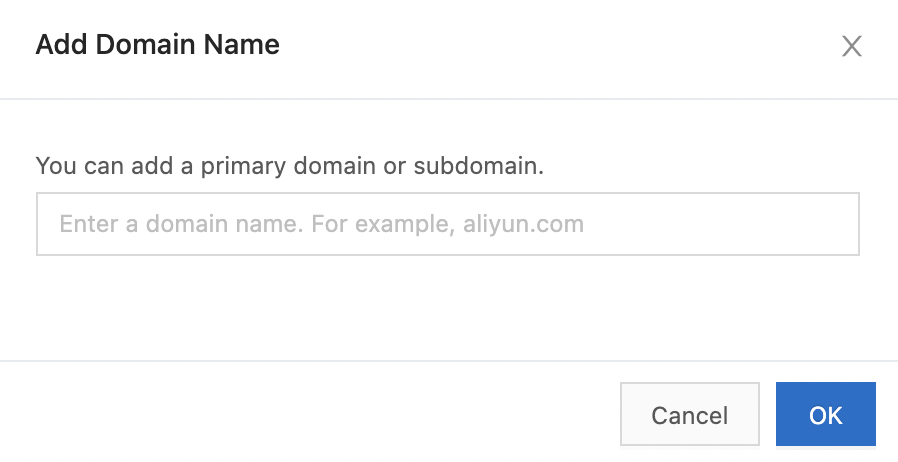 Add Domain Name
You can add a primary domain or subdomain.
Enter a domain name. For example, aliyun.com
Cancel
OK